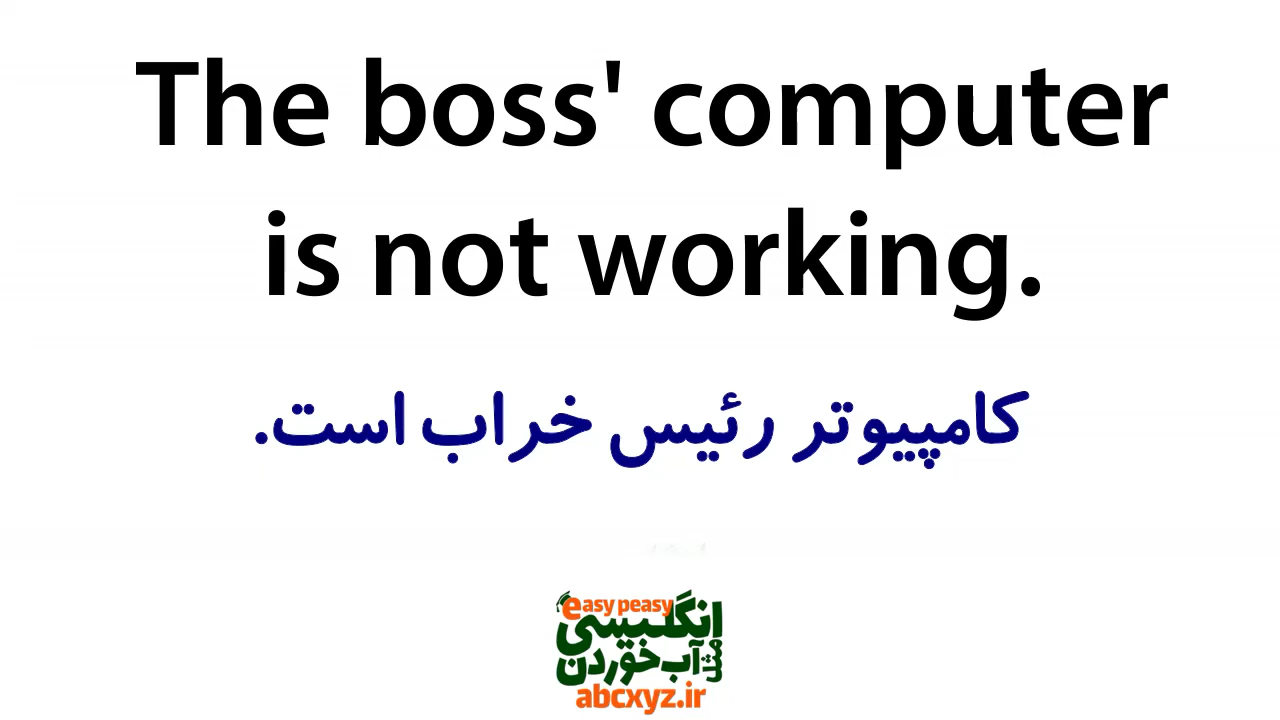 The boss' computer
is not working.
کامپیوتر رئیس خراب است.
easy peasy
انگلیسی
مثل آب خوردن
abcxyz.ir